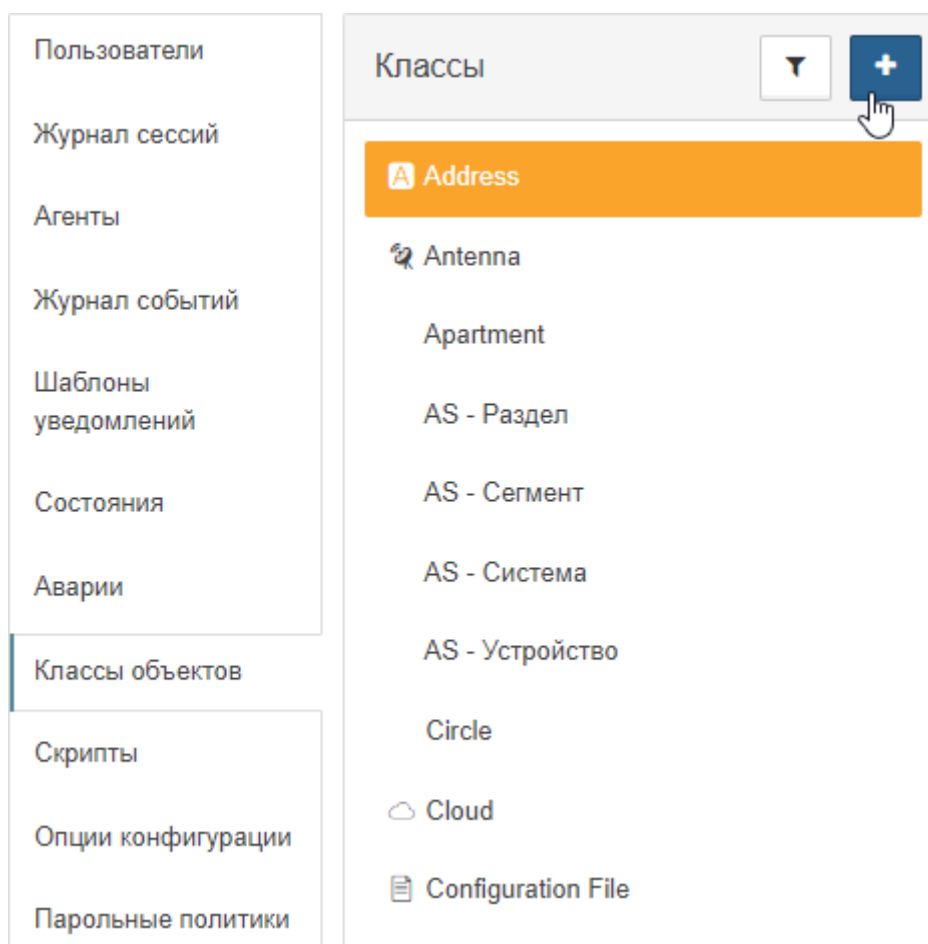 Пользователи
Журнал сессий
Агенты
Журнал событий
Шаблоны
уведомлений
Состояния
Аварии
Классы объектов
Скрипты
Опции конфигурации
Парольные политики
Классы
A Address
Antenna
Apartment
AS - Раздел
AS - Сегмент
AS - Система
AS - Устройство
Circle
Cloud
Configuration File